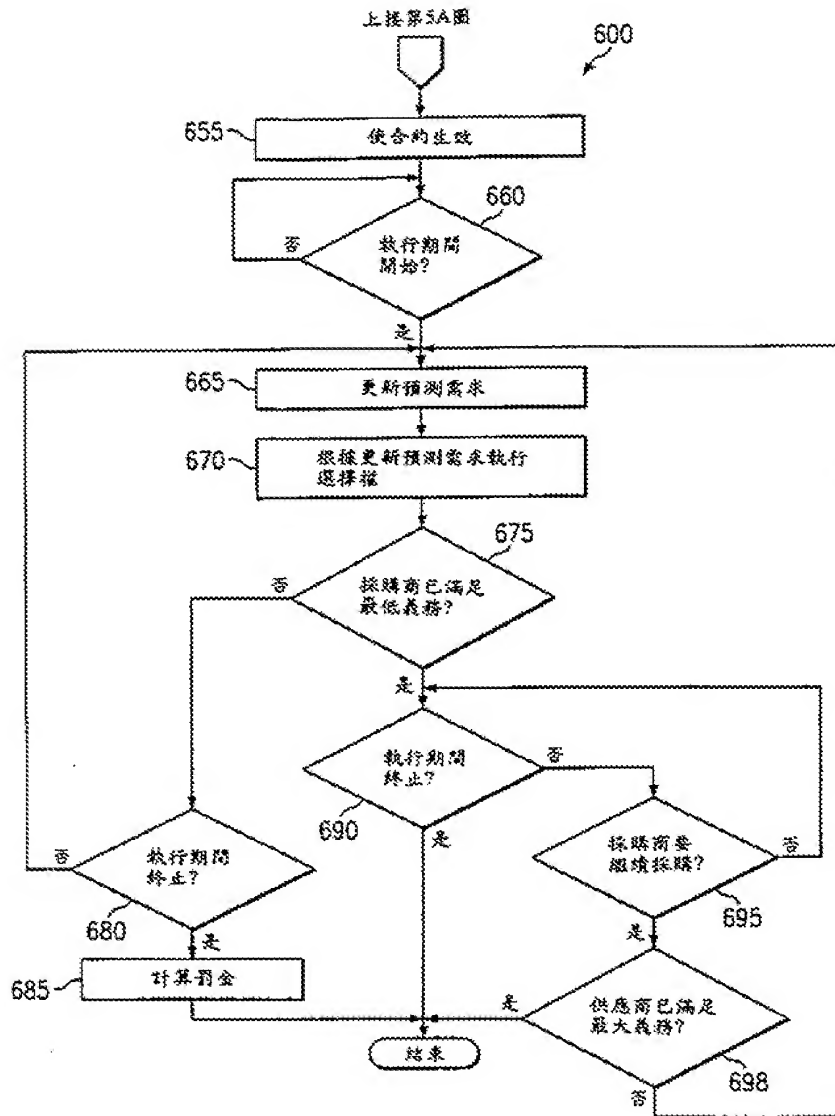 上接第5A圖
600
655
使合約生效
660
執行期間
開始?
否
是
665
更新預測需求
670
根據更新預測需求執行
選擇權
675
採購商已滿足
最低義務?
否
是
執行期間
終止?
690
否
是
採購商要
繼續採購?
695
否
是
執行期間
終止?
680
否
是
685
計算罰金
供應商已滿足
最大義務?
698
是
否
結束